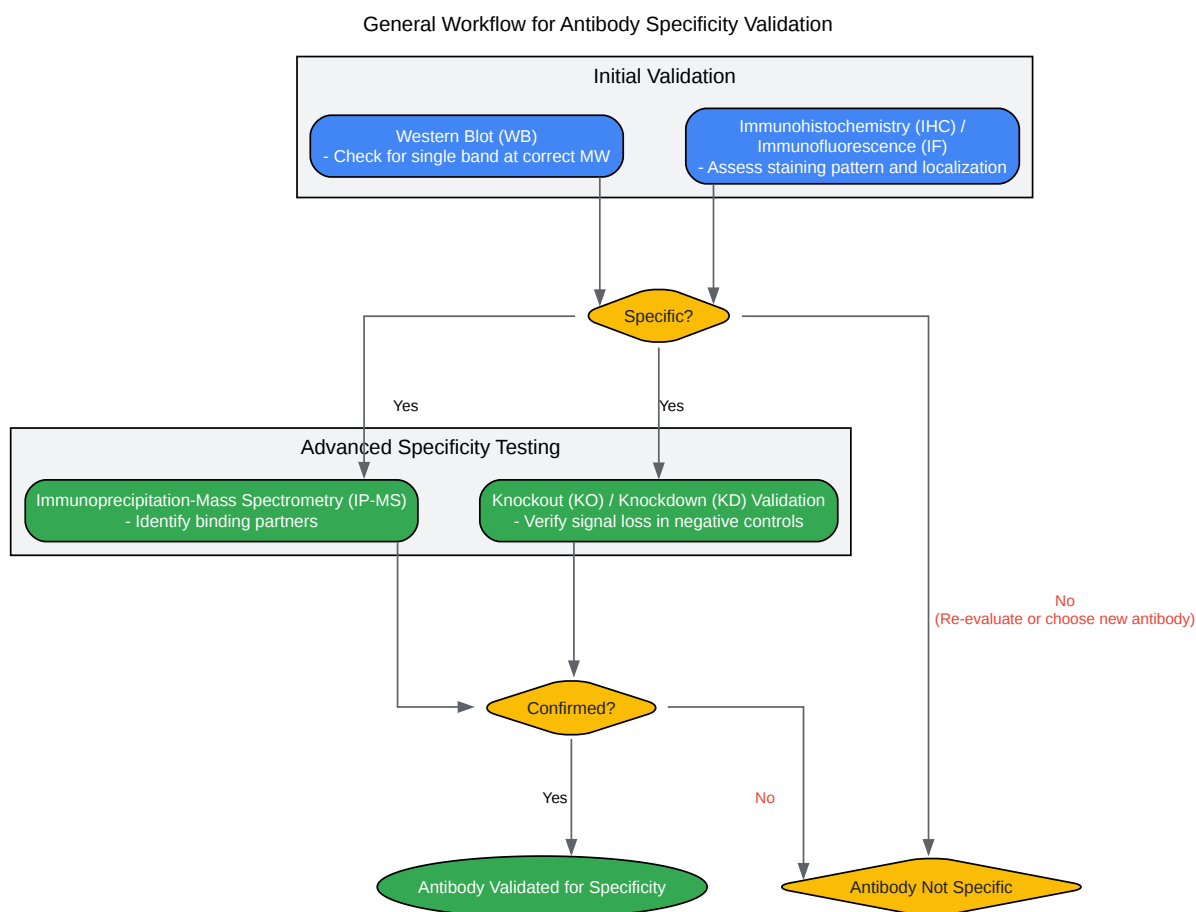 General Workflow for Antibody Specificity Validation
Initial Validation
Western Blot (WB)
- Check for single band at correct MW
Immunohistochemistry (IHC) /
Immunofluorescence (IF)
- Assess staining pattern and localization
Specific?
Yes
Yes
Advanced Specificity Testing
Immunoprecipitation-Mass Spectrometry (IP-MS)
- Identify binding partners
Knockout (KO) / Knockdown (KD) Validation
- Verify signal loss in negative controls
No
(Re-evaluate or choose new antibody)
Confirmed?
Yes
No
Antibody Validated for Specificity
Antibody Not Specific